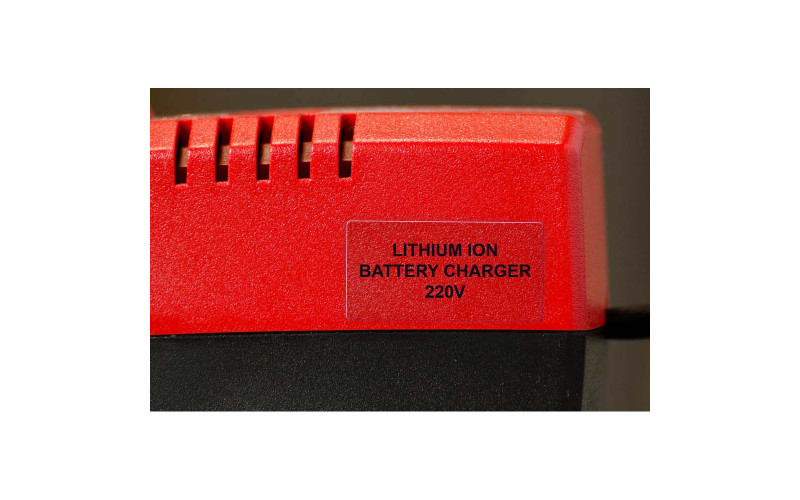 LITHIUM ION
BATTERY CHARGER
220V